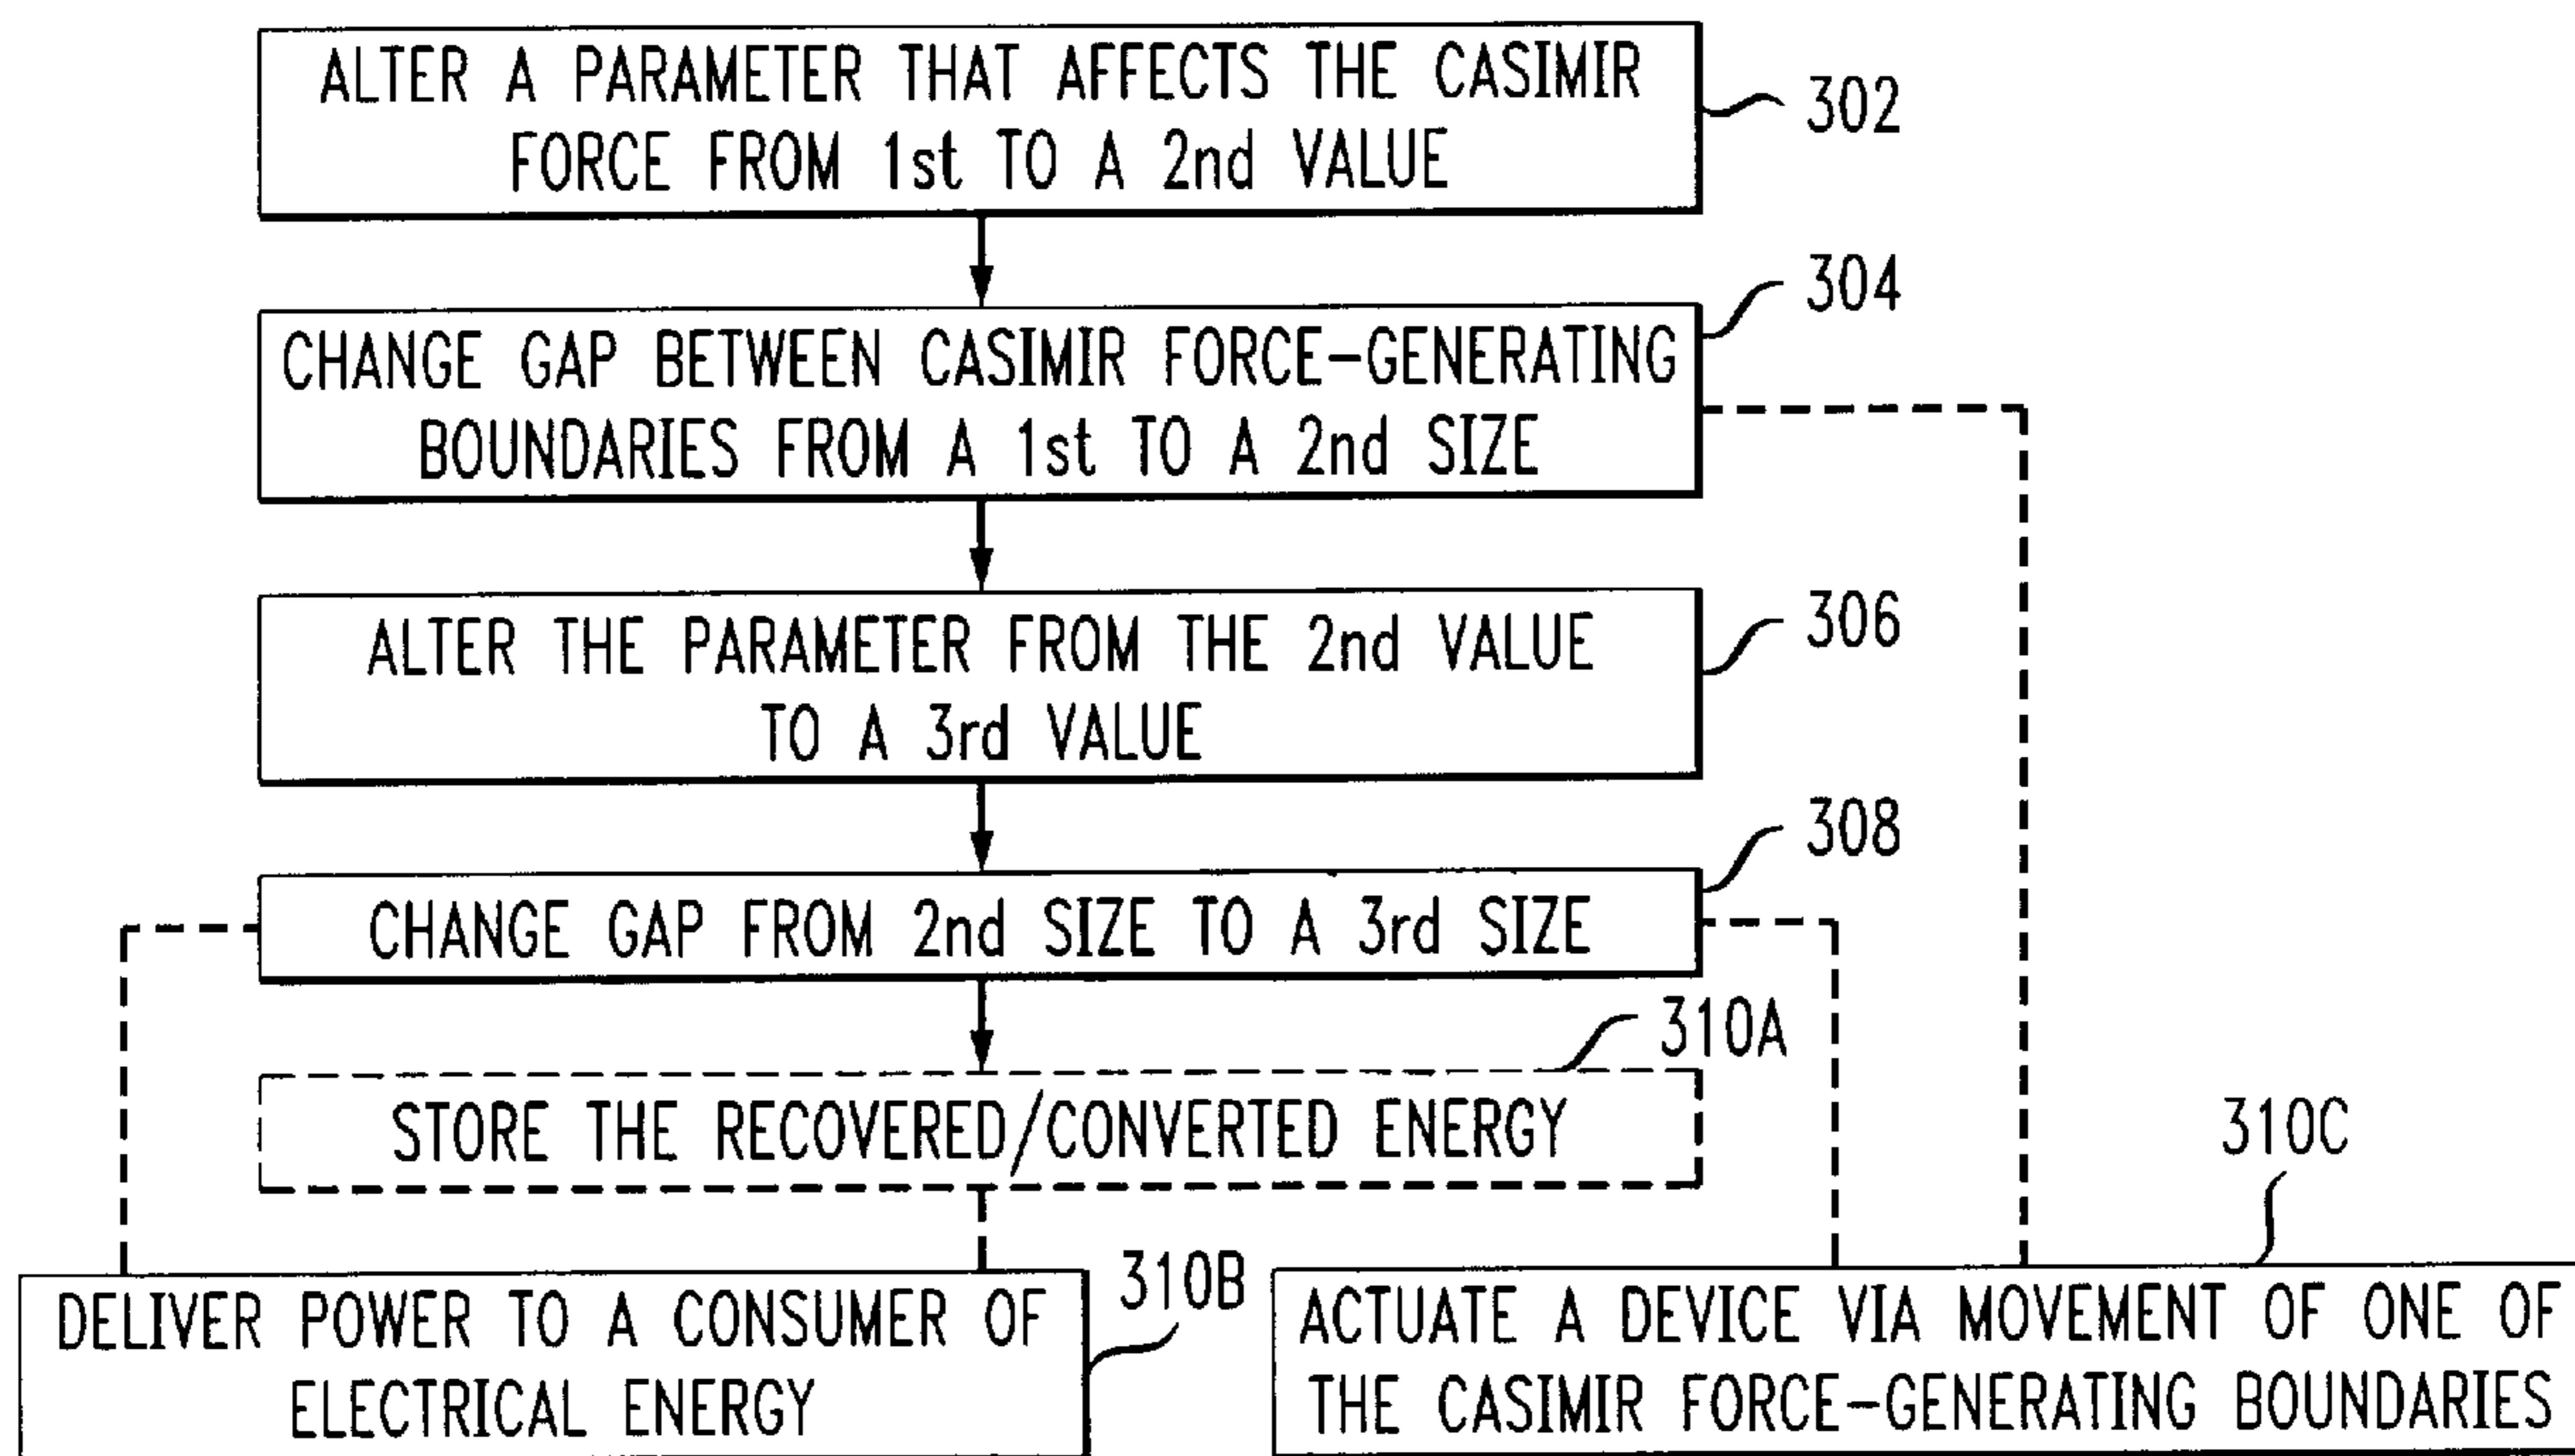 ALTER A PARAMETER THAT AFFECTS THE CASIMIR
FORCE FROM 1st TO A 2nd VALUE
302
CHANGE GAP BETWEEN CASIMIR FORCE-GENERATING
BOUNDARIES FROM A 1st TO A 2nd SIZE
304
ALTER THE PARAMETER FROM THE 2nd VALUE
TO A 3rd VALUE
306
CHANGE GAP FROM 2nd SIZE TO A 3rd SIZE
308
STORE THE RECOVERED/CONVERTED ENERGY
310A
DELIVER POWER TO A CONSUMER OF
ELECTRICAL ENERGY
310B
ACTUATE A DEVICE VIA MOVEMENT OF ONE OF
THE CASIMIR FORCE-GENERATING BOUNDARIES
310C